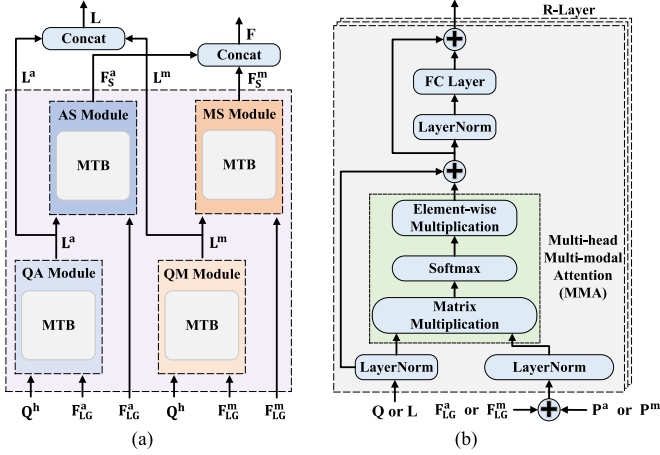 L
Concat
F
Concat
L^a
F_S^a
L^m
F_S^m
AS Module
MTB
MS Module
MTB
L^a
L^m
QA Module
MTB
QM Module
MTB
Q^h
F_LG^a
F_LG^a
Q^h
F_LG^m
F_LG^m
(a)
R-Layer
FC Layer
LayerNorm
Element-wise
Multiplication
Softmax
Matrix
Multiplication
Multi-head
Multi-modal
Attention
(MMA)
LayerNorm
LayerNorm
Q or L
F_LG^a or F_LG^m
P^a or P^m
(b)